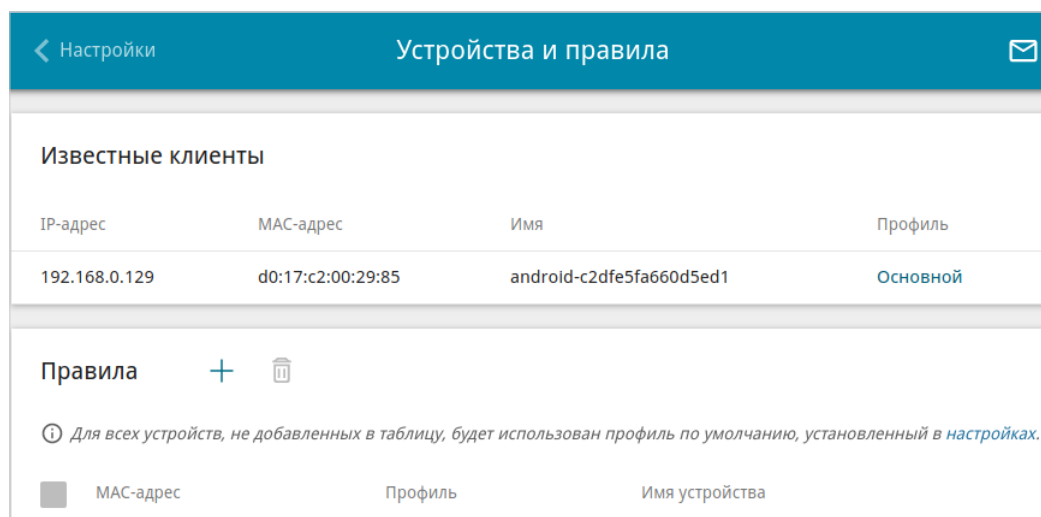 Настройки Устройства и правила
Известные клиенты
IP-адрес MAC-адрес Имя Профиль
192.168.0.129 d0:17:c2:00:29:85 android-c2dfe5fa660d5ed1 Основной
Правила
Для всех устройств, не добавленных в таблицу, будет использован профиль по умолчанию, установленный в настройках.
MAC-адрес Профиль Имя устройства